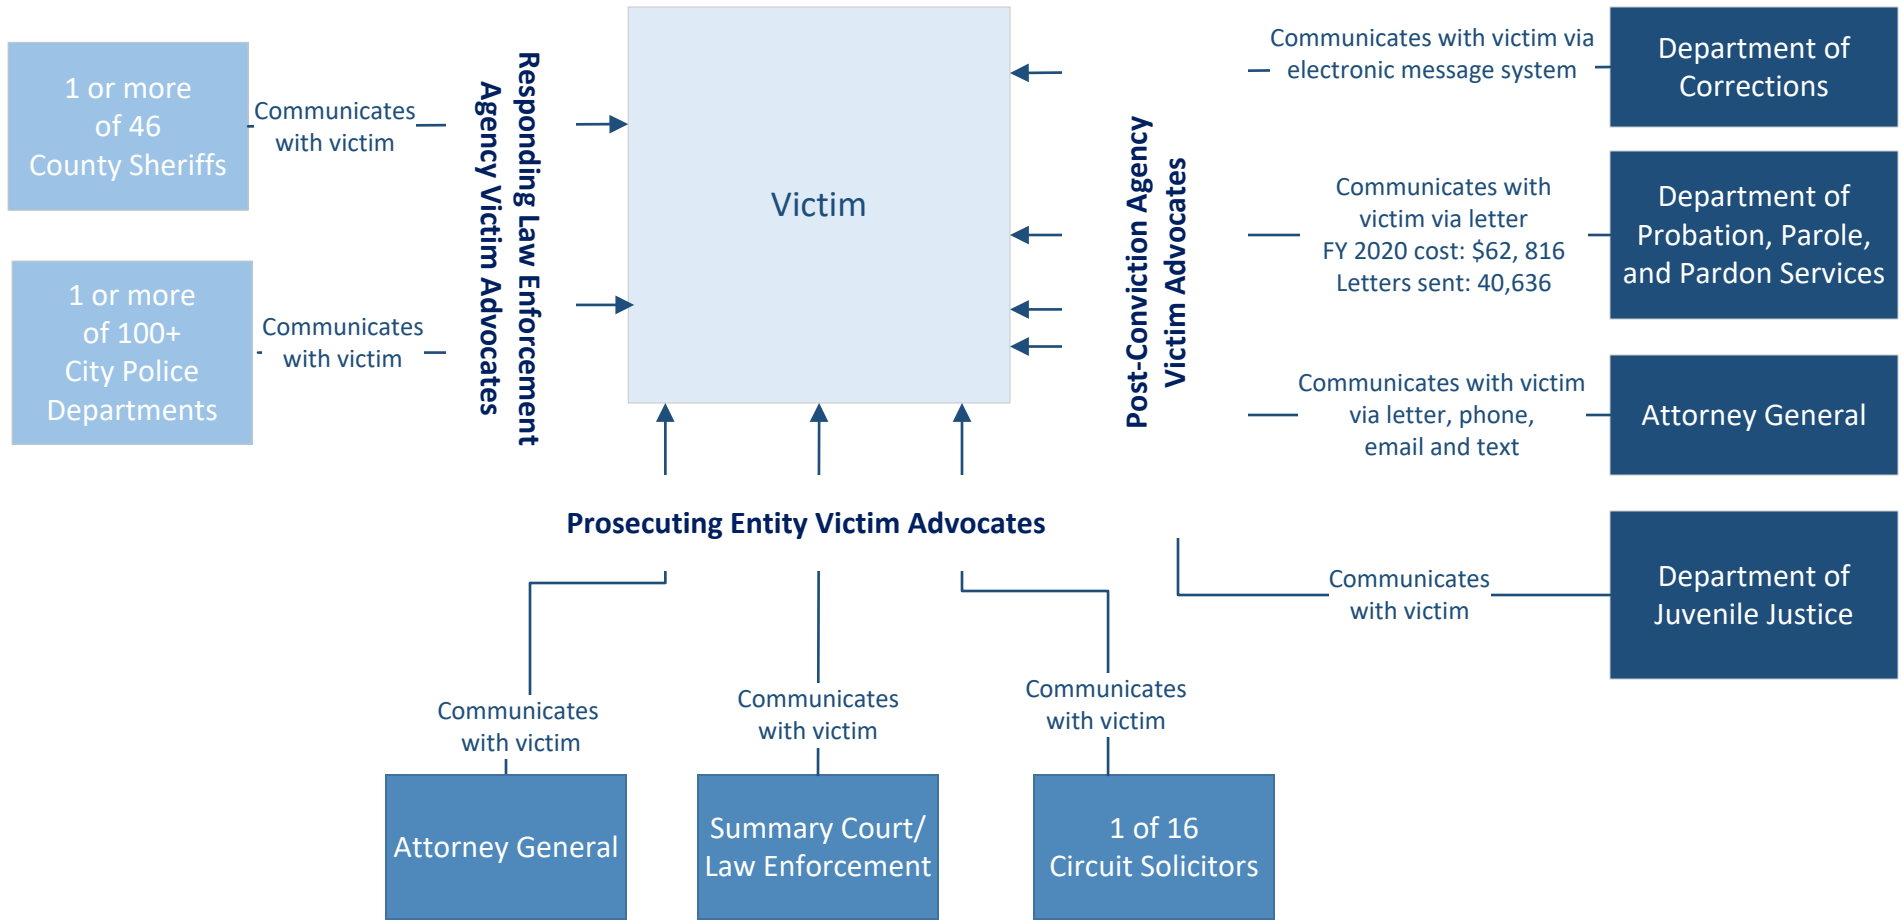 1 or more
of 46
County Sheriffs
Communicates
with victim
1 or more
of 100+
City Police
Departments
Communicates
with victim
Responding Law Enforcement
Agency Victim Advocates
Victim
Post-Conviction Agency
Victim Advocates
Communicates with victim via
electronic message system
Department of
Corrections
Communicates with
victim via letter
FY 2020 cost: $62, 816
Letters sent: 40,636
Department of
Probation, Parole,
and Pardon Services
Communicates with victim
via letter, phone,
email and text
Attorney General
Communicates
with victim
Department of
Juvenile Justice
Prosecuting Entity Victim Advocates
Communicates
with victim
Attorney General
Communicates
with victim
Summary Court/
Law Enforcement
Communicates
with victim
1 of 16
Circuit Solicitors